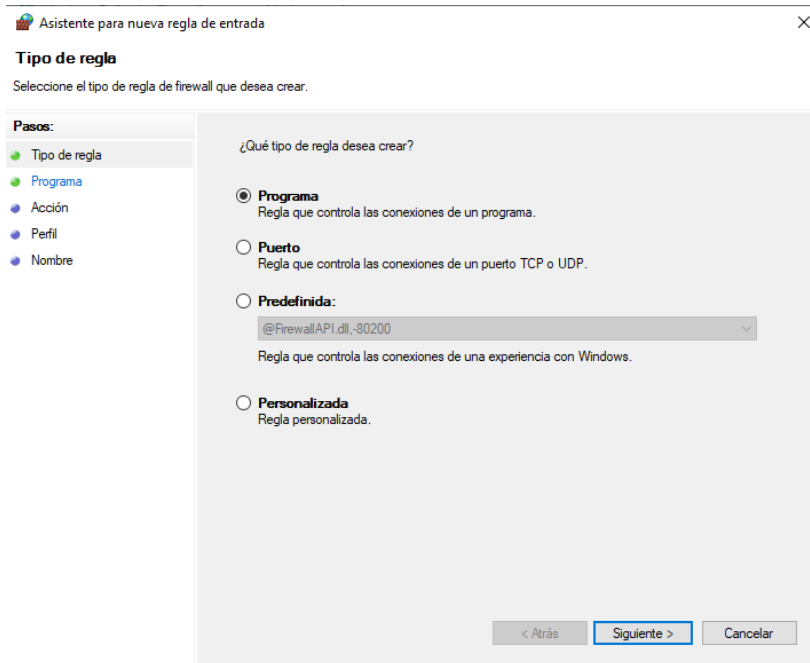 Asistente para nueva regla de entrada
Tipo de regla
Seleccione el tipo de regla de firewall que desea crear.
Pasos:
Tipo de regla
Programa
Acción
Perfil
Nombre
¿Qué tipo de regla desea crear?
Programa
Regla que controla las conexiones de un programa.
Puerto
Regla que controla las conexiones de un puerto TCP o UDP.
Predefinida:
@FirewallAPI.dll,-80200
Regla que controla las conexiones de una experiencia con Windows.
Personalizada
Regla personalizada.
< Atrás
Siguiente >
Cancelar